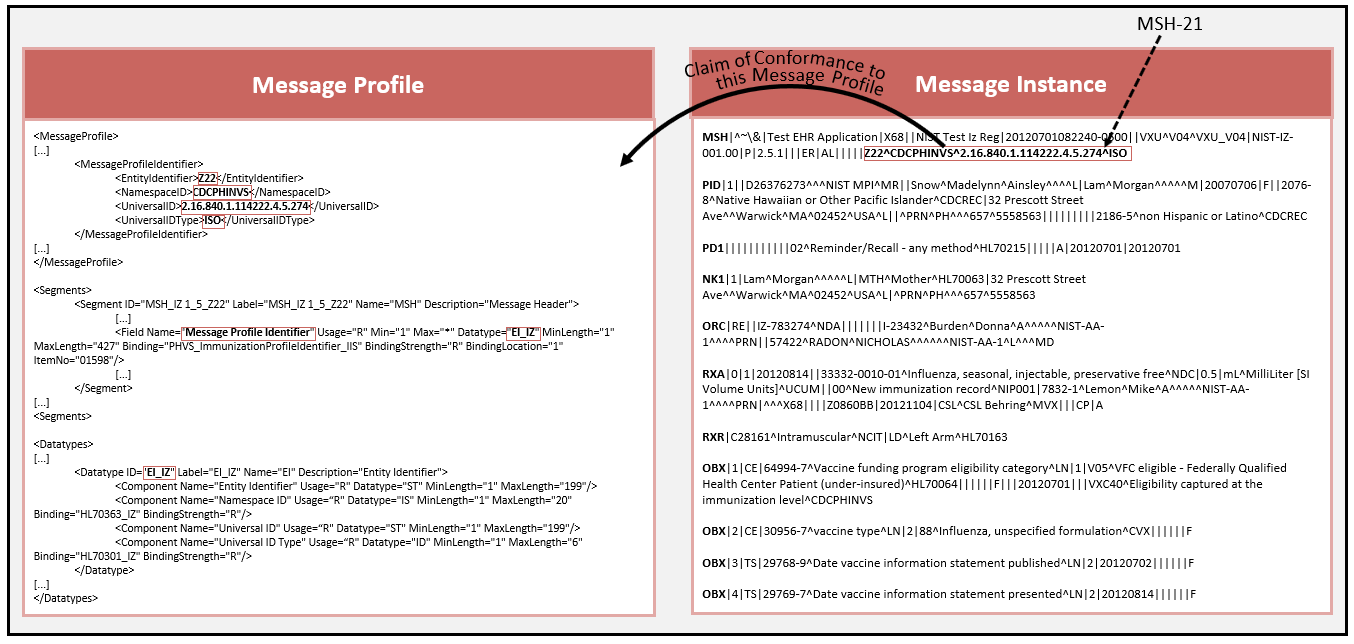 MSH-21
Claim of Conformance to
this Message Profile
Message Profile
<MessageProfile>
[...]
<MessageProfileIdentifier>
<EntityIdentifier>Z22</EntityIdentifier>
<NamespaceID>CDCPHINVS</NamespaceID>
<UniversalID>2.16.840.1.114222.4.5.274</UniversalID>
<UniversalIDType>ISO</UniversalIDType>
</MessageProfileIdentifier>
[...]
</MessageProfile>
<Segments>
<Segment ID="MSH_IZ 1_5_Z22" Label="MSH_IZ 1_5_Z22" Name="MSH" Description="Message Header">
[...]
<Field Name="Message Profile Identifier" Usage="R" Min="1" Max="*" Datatype="EI_IZ" MinLength="1"
MaxLength="427" Binding="PHVS_ImmunizationProfileIdentifier_IIS" BindingStrength="R" BindingLocation="1"
ItemNo="01598"/>
[...]
</Segment>
[...]
<Segments>
<Datatypes>
[...]
<Datatype ID="EI_IZ" Label="EI_IZ" Name="EI" Description="Entity Identifier">
<Component Name="Entity Identifier" Usage="R" Datatype="ST" MinLength="1" MaxLength="199"/>
<Component Name="Namespace ID" Usage=“R" Datatype="IS" MinLength="1" MaxLength="20"
Binding="HL70363_IZ" BindingStrength="R"/>
<Component Name="Universal ID" Usage=“R" Datatype="ST" MinLength="1" MaxLength="199"/>
<Component Name="Universal ID Type" Usage=“R" Datatype="ID" MinLength="1" MaxLength="6"
Binding="HL70301_IZ" BindingStrength="R"/>
</Datatype>
[...]
</Datatypes>
Message Instance
MSH|^~\&|Test EHR Application|X68||NIST Test Iz Reg|20120701082240-0500||VXU^V04^VXU_V04|NIST-IZ-
001.00|P|2.5.1|||ER|AL|||||Z22^CDCPHINVS^2.16.840.1.114222.4.5.274^ISO
PID|1||D26376273^^^NIST MPI^MR||Snow^Madelynn^Ainsley^^^^L|Lam^Morgan^^^^^M|20070706|F||2076-
8^Native Hawaiian or Other Pacific Islander^CDCREC|32 Prescott Street
Ave^^Warwick^MA^02452^USA^L||^PRN^PH^^^657^5558563|||||||||2186-5^non Hispanic or Latino^CDCREC
PD1|||||||||||02^Reminder/Recall - any method^HL70215|||||A|20120701|20120701
NK1|1|Lam^Morgan^^^^^L|MTH^Mother^HL70063|32 Prescott Street
Ave^^Warwick^MA^02452^USA^L|^PRN^PH^^^657^5558563
ORC|RE||IZ-783274^NDA|||||||I-23432^Burden^Donna^A^^^^^NIST-AA-
1^^^^PRN||57422^RADON^NICHOLAS^^^^^^NIST-AA-1^L^^^MD
RXA|0|1|20120814||33332-0010-01^Influenza, seasonal, injectable, preservative free^NDC|0.5|mL^MilliLiter [SI
Volume Units]^UCUM||00^New immunization record^NIP001|7832-1^Lemon^Mike^A^^^^^NIST-AA-
1^^^^PRN|^^^X68||||Z0860BB|20121104|CSL^CSL Behring^MVX|||CP|A
RXR|C28161^Intramuscular^NCIT|LD^Left Arm^HL70163
OBX|1|CE|64994-7^Vaccine funding program eligibility category^LN|1|V05^VFC eligible - Federally Qualified
Health Center Patient (under-insured)^HL70064||||||F|||20120701|||VXC40^Eligibility captured at the
immunization level^CDCPHINVS
OBX|2|CE|30956-7^vaccine type^LN|2|88^Influenza, unspecified formulation^CVX||||||F
OBX|3|TS|29768-9^Date vaccine information statement published^LN|2|20120702||||||F
OBX|4|TS|29769-7^Date vaccine information statement presented^LN|2|20120814||||||F